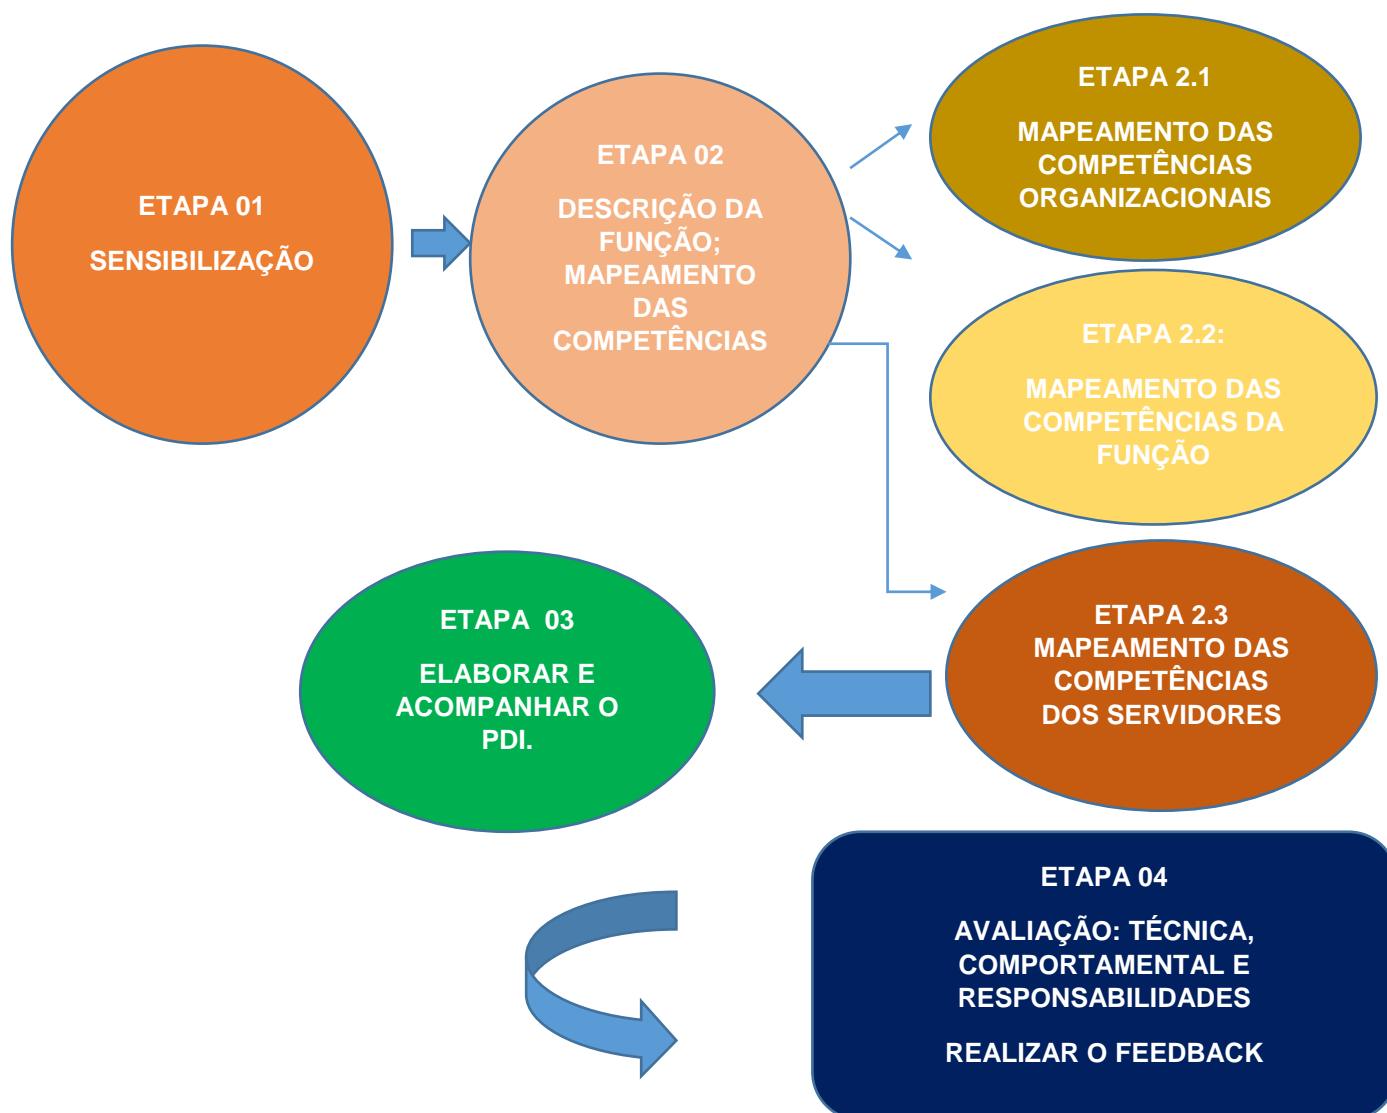 ETAPA 01
SENSIBILIZAÇÃO
ETAPA 02
DESCRIÇÃO DA
FUNÇÃO;
MAPEAMENTO
DAS
COMPETÊNCIAS
ETAPA 2.1
MAPEAMENTO DAS
COMPETÊNCIAS
ORGANIZACIONAIS
ETAPA 2.2:
MAPEAMENTO DAS
COMPETÊNCIAS DA
FUNÇÃO
ETAPA 2.3
MAPEAMENTO DAS
COMPETÊNCIAS
DOS SERVIDORES
ETAPA  03
ELABORAR E
ACOMPANHAR O
PDI.
ETAPA 04
AVALIAÇÃO: TÉCNICA,
COMPORTAMENTAL E
RESPONSABILIDADES
REALIZAR O FEEDBACK